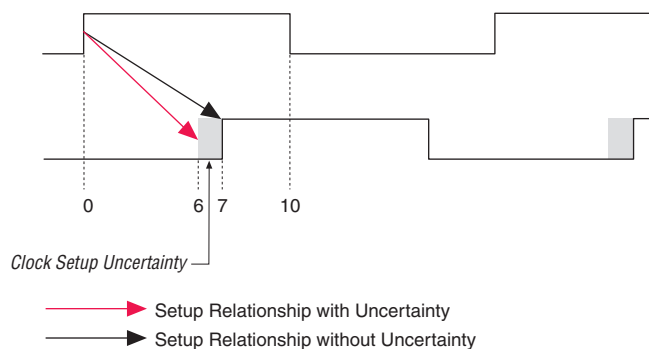 0 6 7 10
Clock Setup Uncertainty
Setup Relationship with Uncertainty
Setup Relationship without Uncertainty